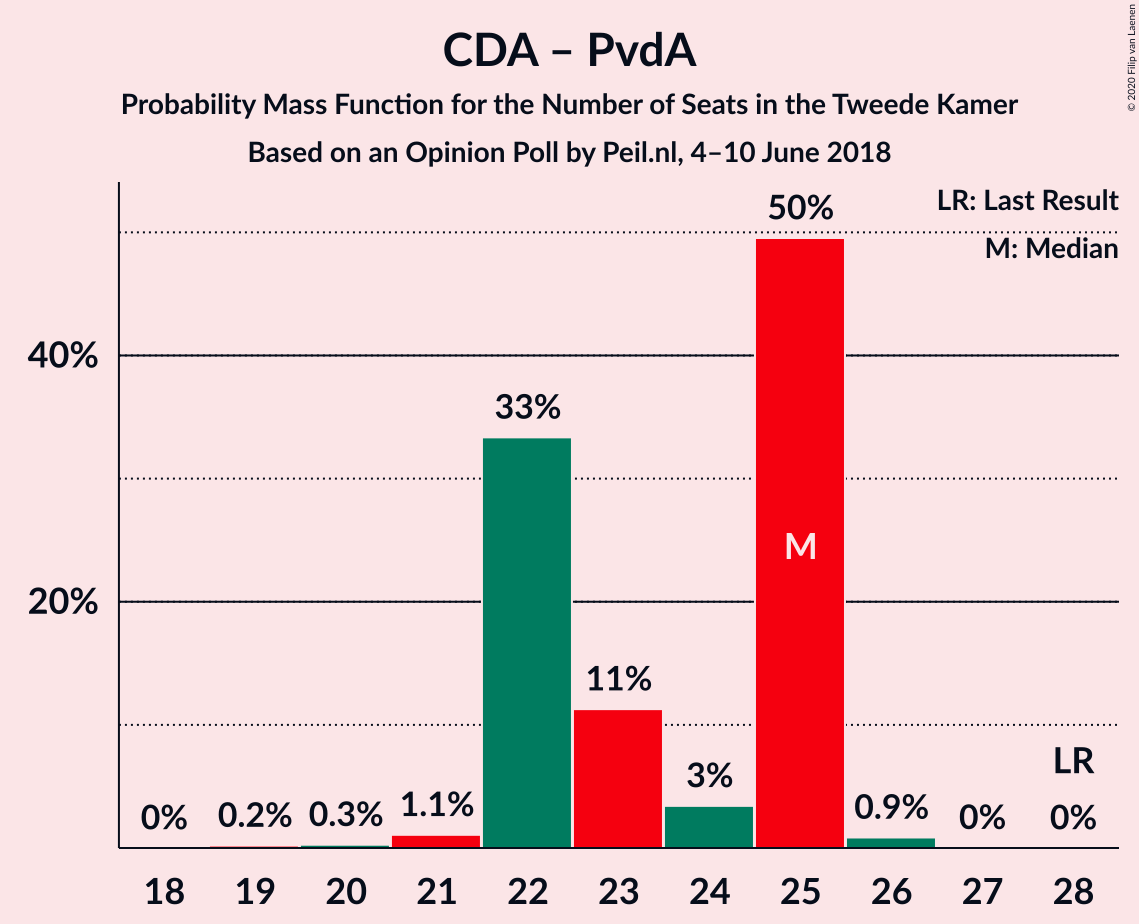 CDA – PvdA
Probability Mass Function for the Number of Seats in the Tweede Kamer
Based on an Opinion Poll by Peil.nl, 4–10 June 2018
© 2020 Filip van Laenen
LR: Last Result
M: Median
50%
40%
33%
M
20%
11%
LR
3%
0%
0.2%
0.3%
1.1%
0.9%
0%
0%
18 19 20 21 22 23 24 25 26 27 28